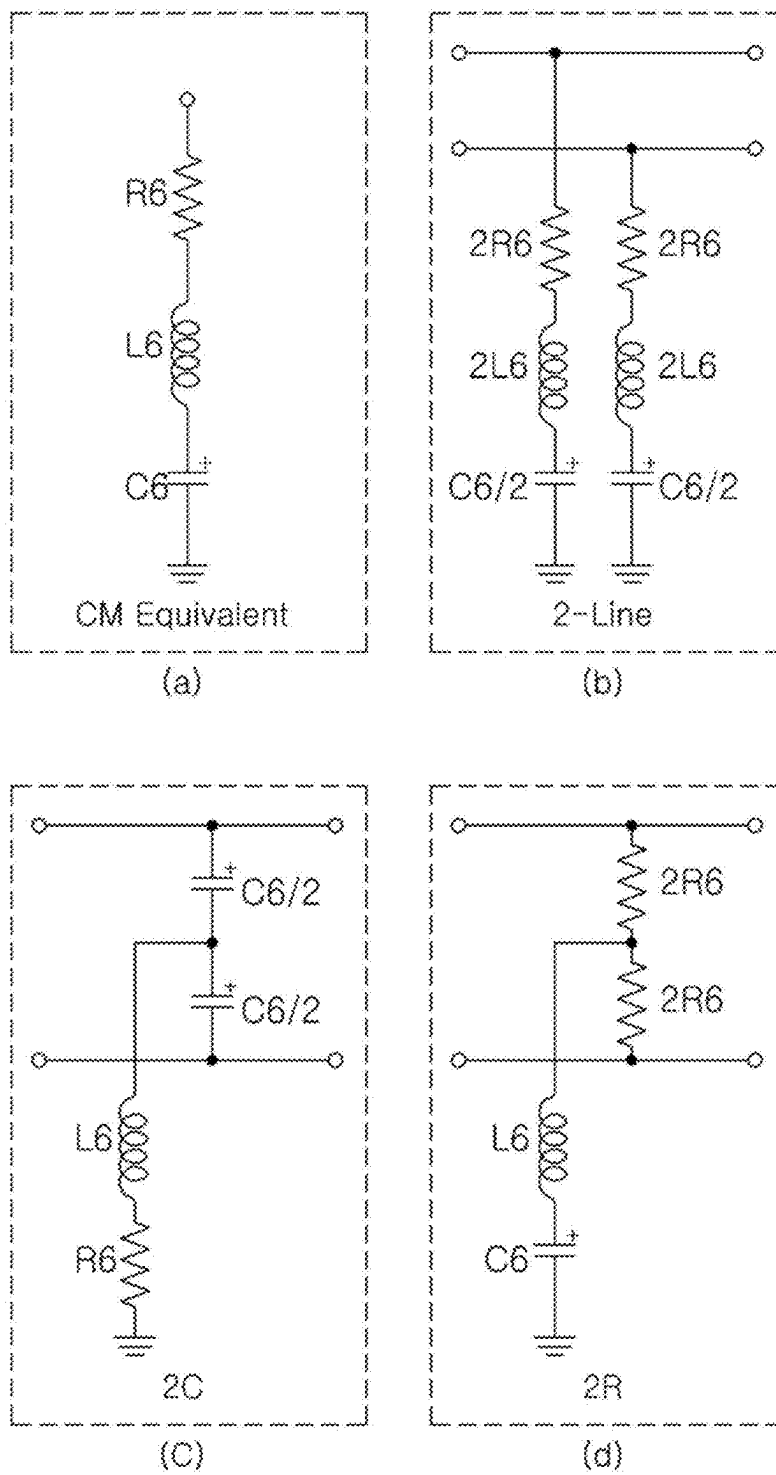 R6
L6
+
C6
CM Equivalent
(a)
2R6 2R6
2L6 2L6
+ +
C6/2 C6/2
2-Line
(b)
+
C6/2
+
C6/2
L6
R6
2C
(C)
2R6
2R6
L6
+
C6
2R
(d)